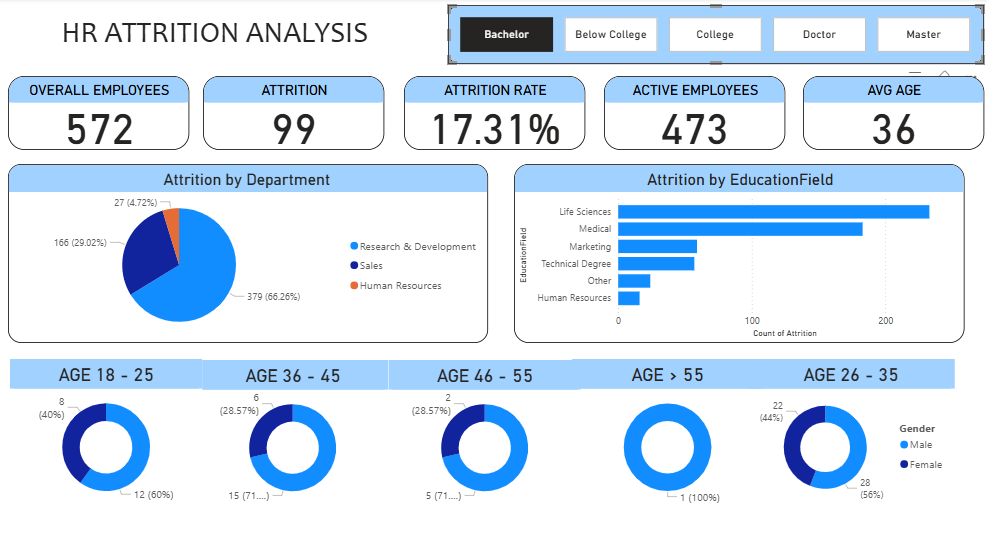 HR ATTRITION ANALYSIS
Bachelor
Below College
College
Doctor
Master
OVERALL EMPLOYEES
572
ATTRITION
99
ATTRITION RATE
17.31%
ACTIVE EMPLOYEES
473
AVG AGE
36
Attrition by Department
27 (4.72%)
166 (29.02%)
379 (66.26%)
Research & Development
Sales
Human Resources
Attrition by EducationField
EducationField
Life Sciences
Medical
Marketing
Technical Degree
Other
Human Resources
0
100
200
Count of Attrition
AGE 18 - 25
8
(40%)
12 (60%)
AGE 36 - 45
6
(28.57%)
15 (71....)
AGE 46 - 55
2
(28.57%)
5 (71....)
AGE > 55
1 (100%)
AGE 26 - 35
22
(44%)
28
(56%)
Gender
Male
Female